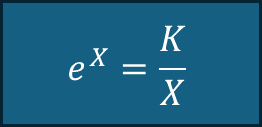 e^X = K/X